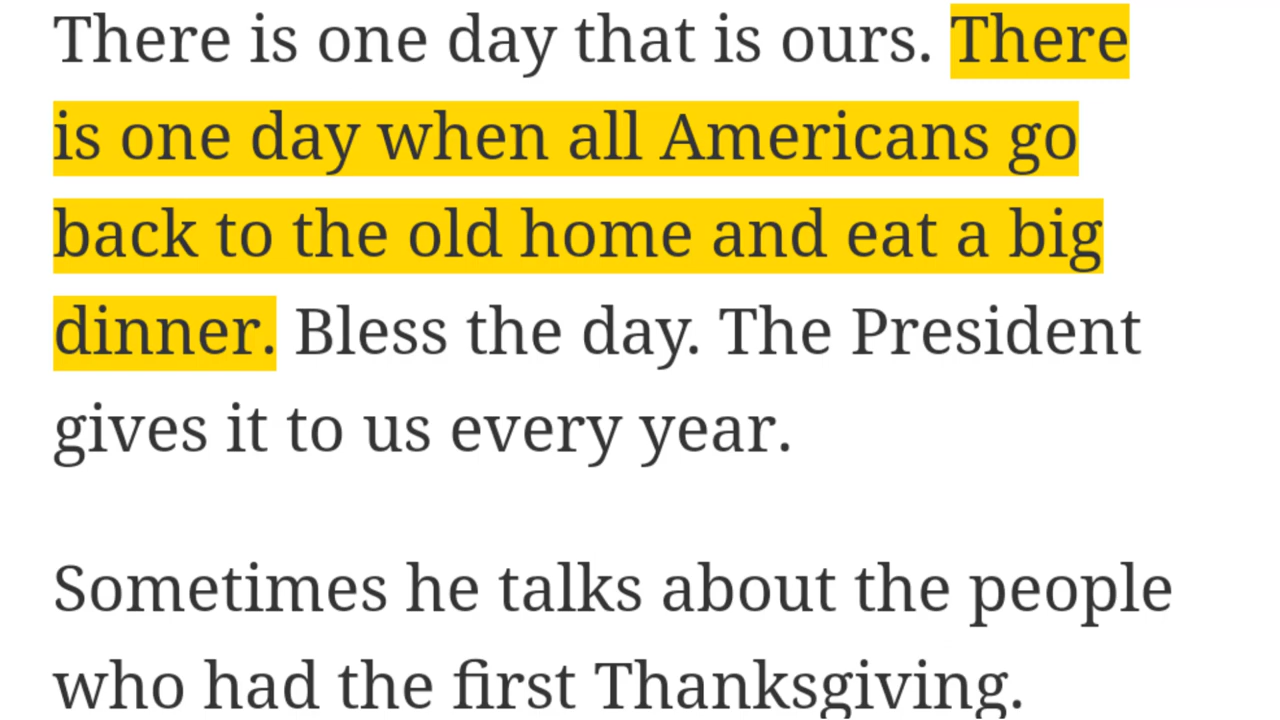 There is one day that is ours. There
is one day when all Americans go
back to the old home and eat a big
dinner. Bless the day. The President
gives it to us every year.
Sometimes he talks about the people
who had the first Thanksgiving.